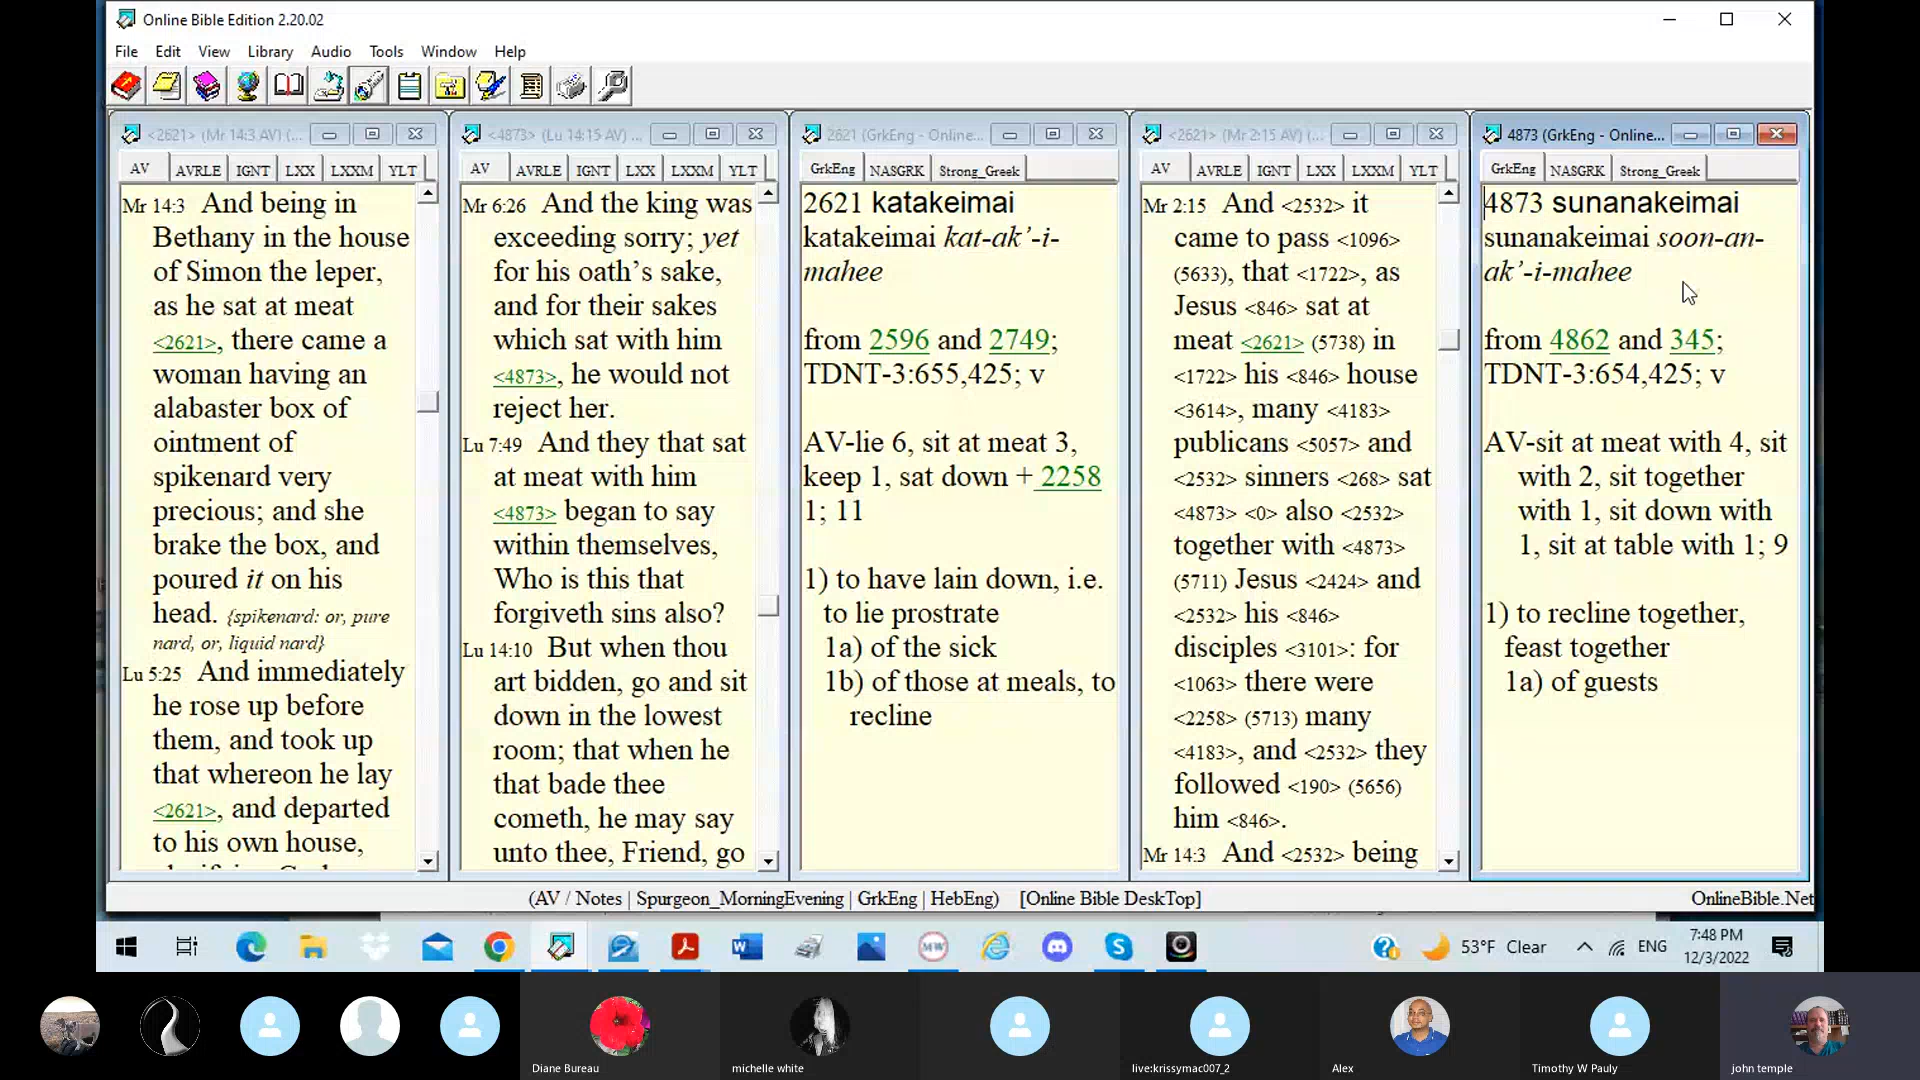 Online Bible Edition 2.20.02
File Edit View Library Audio Tools Window Help
<2621> (Mr 14:3 AV) (...
AV AVRLE IGNT LXX LXXM YLT
Mr 14:3 And being in
Bethany in the house
of Simon the leper,
as he sat at meat
<2621>, there came a
woman having an
alabaster box of
ointment of
spikenard very
precious; and she
brake the box, and
poured it on his
head. {spikenard: or, pure
nard, or, liquid nard}
Lu 5:25 And immediately
he rose up before
them, and took up
that whereon he lay
<2621>, and departed
to his own house,
<4873> (Lu 14:15 AV) ...
AV AVRLE IGNT LXX LXXM YLT
Mr 6:26 And the king was
exceeding sorry; yet
for his oath’s sake,
and for their sakes
which sat with him
<4873>, he would not
reject her.
Lu 7:49 And they that sat
at meat with him
<4873> began to say
within themselves,
Who is this that
forgiveth sins also?
Lu 14:10 But when thou
art bidden, go and sit
down in the lowest
room; that when he
that bade thee
cometh, he may say
unto thee, Friend, go
2621 (GrkEng - Online...
GrkEng NASGRK Strong_Greek
2621 katakeimai
katakeimai kat-ak’-i-
mahee
from 2596 and 2749;
TDNT-3:655,425; v
AV-lie 6, sit at meat 3,
keep 1, sat down + 2258
1; 11
1) to have lain down, i.e.
to lie prostrate
1a) of the sick
1b) of those at meals, to
recline
<2621> (Mr 2:15 AV) (...
AV AVRLE IGNT LXX LXXM YLT
Mr 2:15 And <2532> it
came to pass <1096>
(5633), that <1722>, as
Jesus <846> sat at
meat <2621> (5738) in
<1722> his <846> house
<3614>, many <4183>
publicans <5057> and
<2532> sinners <268> sat
<4873> <0> also <2532>
together with <4873>
(5711) Jesus <2424> and
<2532> his <846>
disciples <3101>: for
<1063> there were
<2258> (5713) many
<4183>, and <2532> they
followed <190> (5656)
him <846>.
Mr 14:3 And <2532> being
4873 (GrkEng - Online...
GrkEng NASGRK Strong_Greek
4873 sunanakeimai
sunanakeimai soon-an-
ak’-i-mahee
from 4862 and 345;
TDNT-3:654,425; v
AV-sit at meat with 4, sit
with 2, sit together
with 1, sit down with
1, sit at table with 1; 9
1) to recline together,
feast together
1a) of guests
(AV / Notes | Spurgeon_MorningEvening | GrkEng | HebEng) [Online Bible DeskTop] OnlineBible.Net
53°F Clear ENG 7:48 PM
12/3/2022
Diane Bureau michelle white live:krissymac007_2 Alex Timothy W Pauly john temple